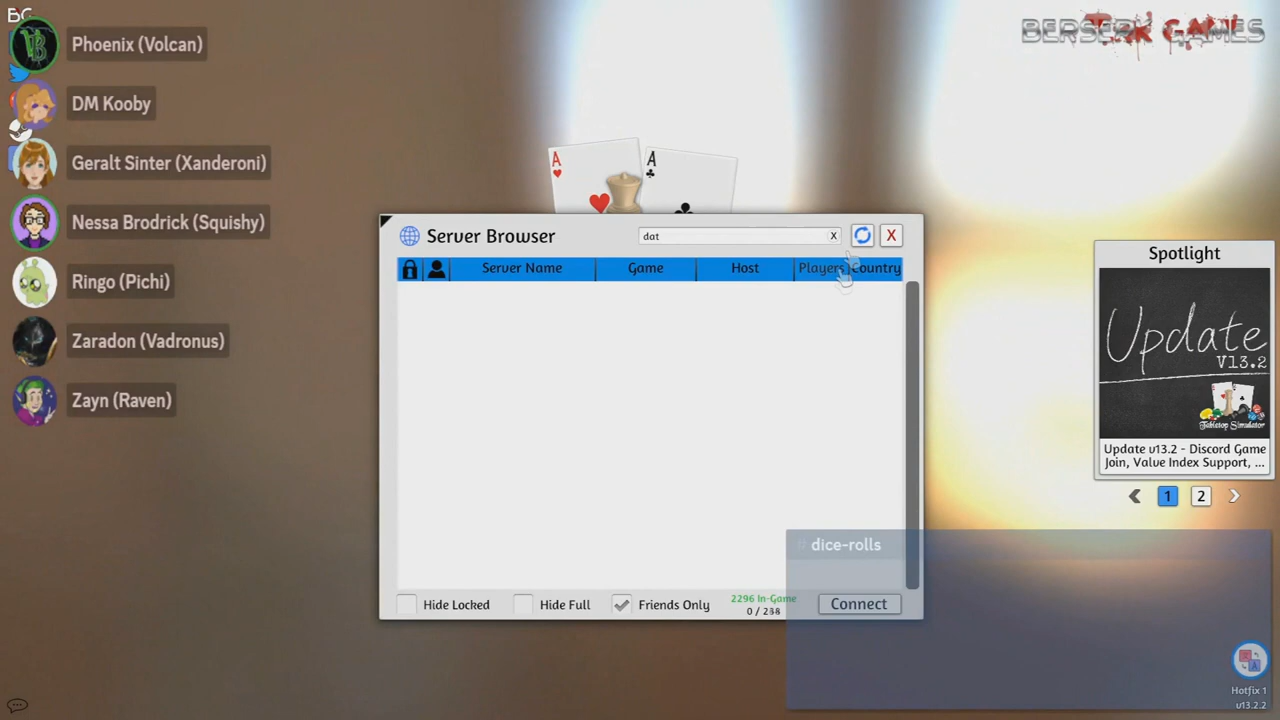 BC
Phoenix (Volcan)
DM Kooby
Geralt Sinter (Xanderoni)
Nessa Brodrick (Squishy)
Ringo (Pichi)
Zaradon (Vadronus)
Zayn (Raven)
BERSERK GAMES
A
A
Server Browser
dat
X
X
Server Name
Game
Host
Players
Country
Hide Locked
Hide Full
Friends Only
2296 In-Game
0 / 238
Connect
# dice-rolls
Spotlight
Update
V13.2
Tabletop Simulator
Update v13.2 - Discord Game
Join, Valve Index Support, ...
1
2
Hotfix 1
v13.2.2